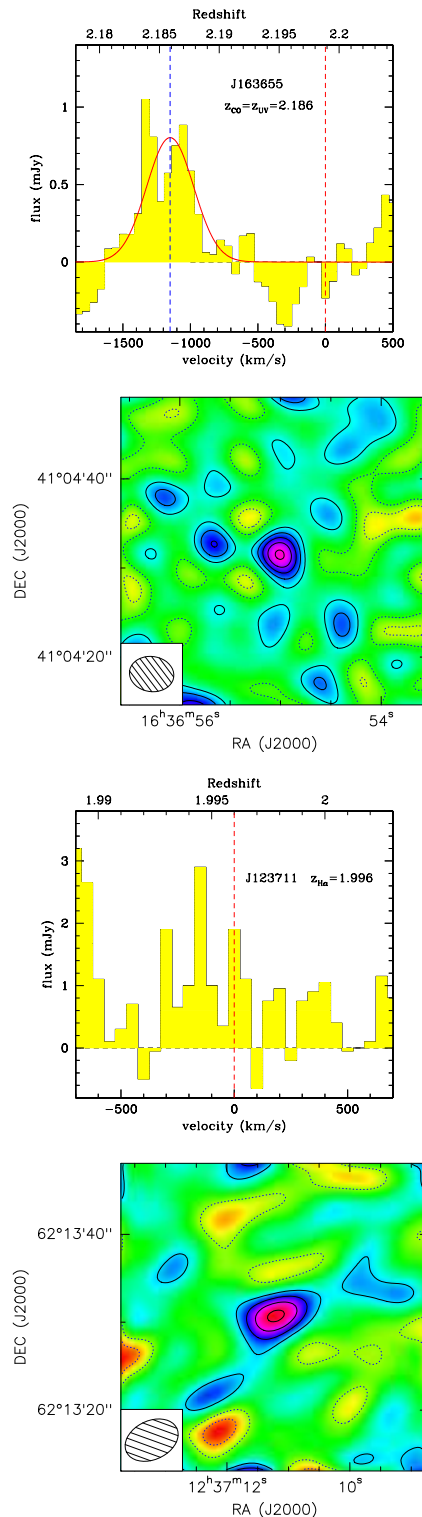 Redshift
2.18 2.185 2.19 2.195 2.2
J163655
z_CO=z_UV=2.186
flux (mJy)
1
0.5
0
-1500 -1000 -500 0 500
velocity (km/s)
DEC (J2000)
41°04'40''
41°04'20''
16h36m56s 54s
RA (J2000)
Redshift
1.99 1.995 2
J123711 z_Hα=1.996
flux (mJy)
3
2
1
0
-500 0 500
velocity (km/s)
DEC (J2000)
62°13'40''
62°13'20''
12h37m12s 10s
RA (J2000)